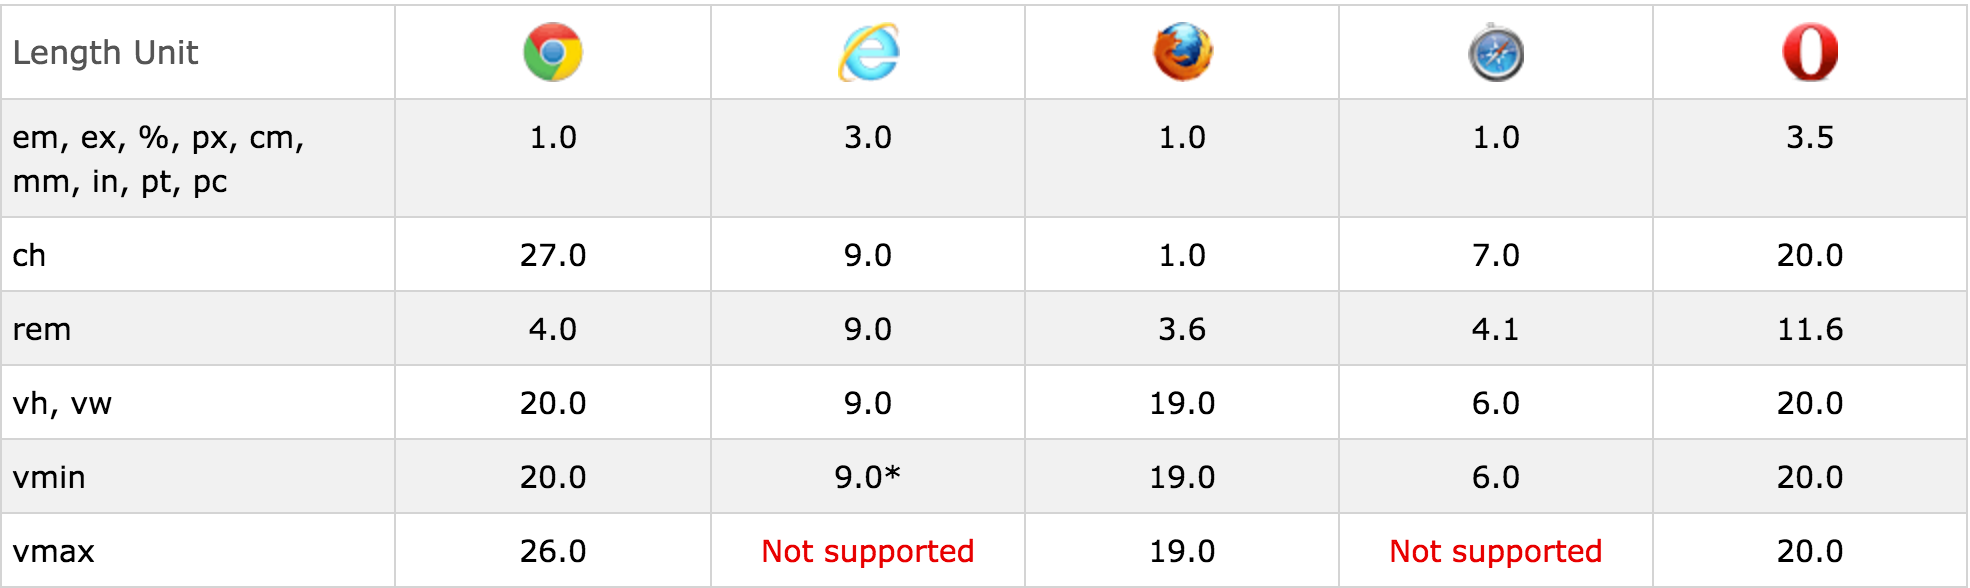 Length Unit
em, ex, %, px, cm, 1.0 3.0 1.0 1.0 3.5
mm, in, pt, pc
ch 27.0 9.0 1.0 7.0 20.0
rem 4.0 9.0 3.6 4.1 11.6
vh, vw 20.0 9.0 19.0 6.0 20.0
vmin 20.0 9.0* 19.0 6.0 20.0
vmax 26.0 Not supported 19.0 Not supported 20.0